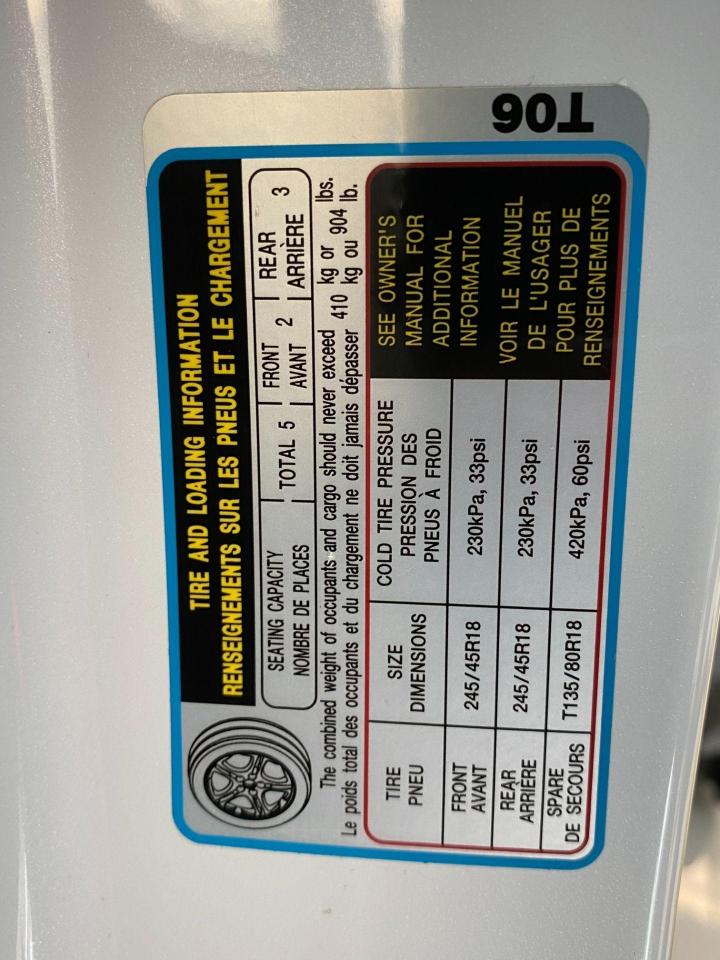 TIRE AND LOADING INFORMATION
RENSEIGNEMENTS SUR LES PNEUS ET LE CHARGEMENT
SEATING CAPACITY
NOMBRE DE PLACES
TOTAL 5
FRONT
AVANT 2
REAR
ARRIÈRE 3
The combined weight of occupants and cargo should never exceed 410 kg or lbs.
Le poids total des occupants et du chargement ne doit jamais dépasser kg ou 904 lb.
TIRE
PNEU
SIZE
DIMENSIONS
COLD TIRE PRESSURE
PRESSION DES
PNEUS À FROID
FRONT
AVANT
245/45R18
230kPa, 33psi
REAR
ARRIÈRE
245/45R18
230kPa, 33psi
SPARE
DE SECOURS
T135/80R18
420kPa, 60psi
SEE OWNER'S
MANUAL FOR
ADDITIONAL
INFORMATION
VOIR LE MANUEL
DE L'USAGER
POUR PLUS DE
RENSEIGNEMENTS
T06